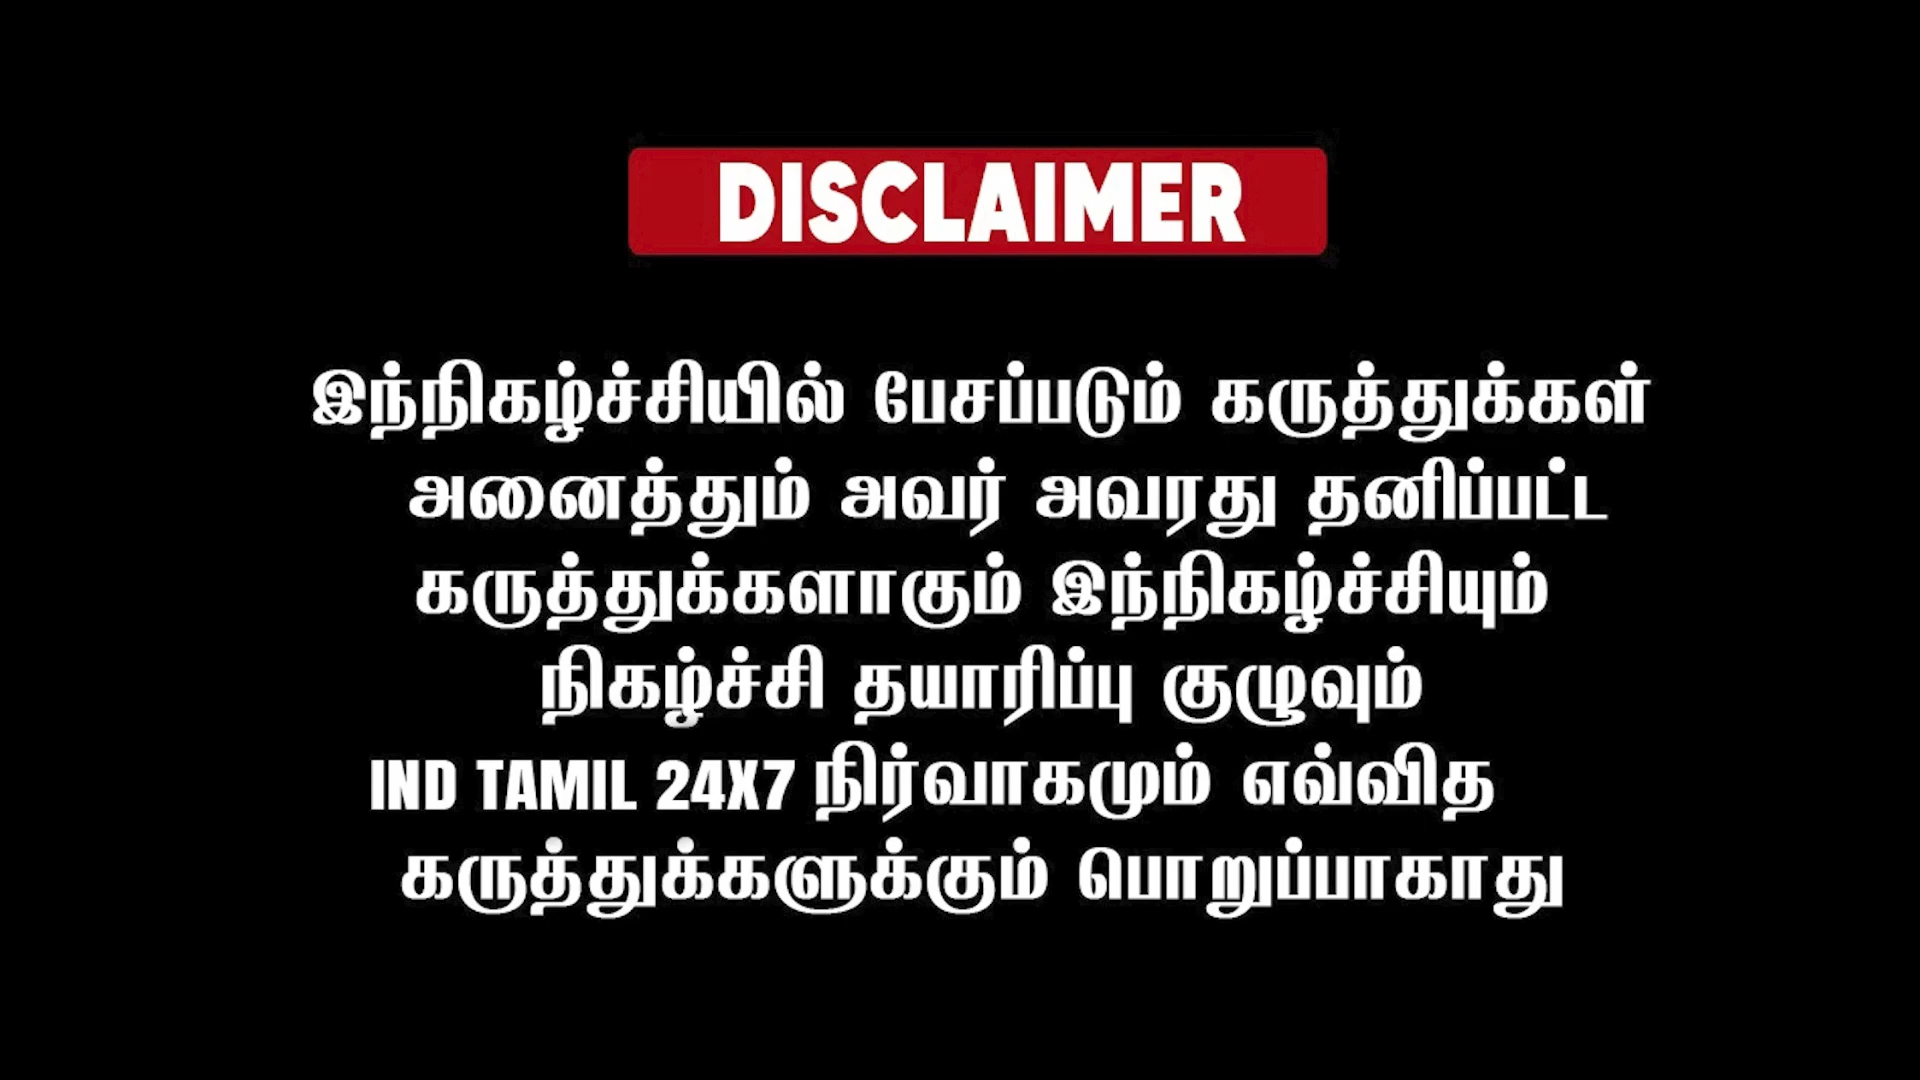 DISCLAIMER
இந்நிகழ்ச்சியில் பேசப்படும் கருத்துக்கள்
அனைத்தும் அவர் அவரது தனிப்பட்ட
கருத்துக்களாகும் இந்நிகழ்ச்சியும்
நிகழ்ச்சி தயாரிப்பு குழுவும்
IND TAMIL 24X7 நிர்வாகமும் எவ்வித
கருத்துக்களுக்கும் பொறுப்பாகாது